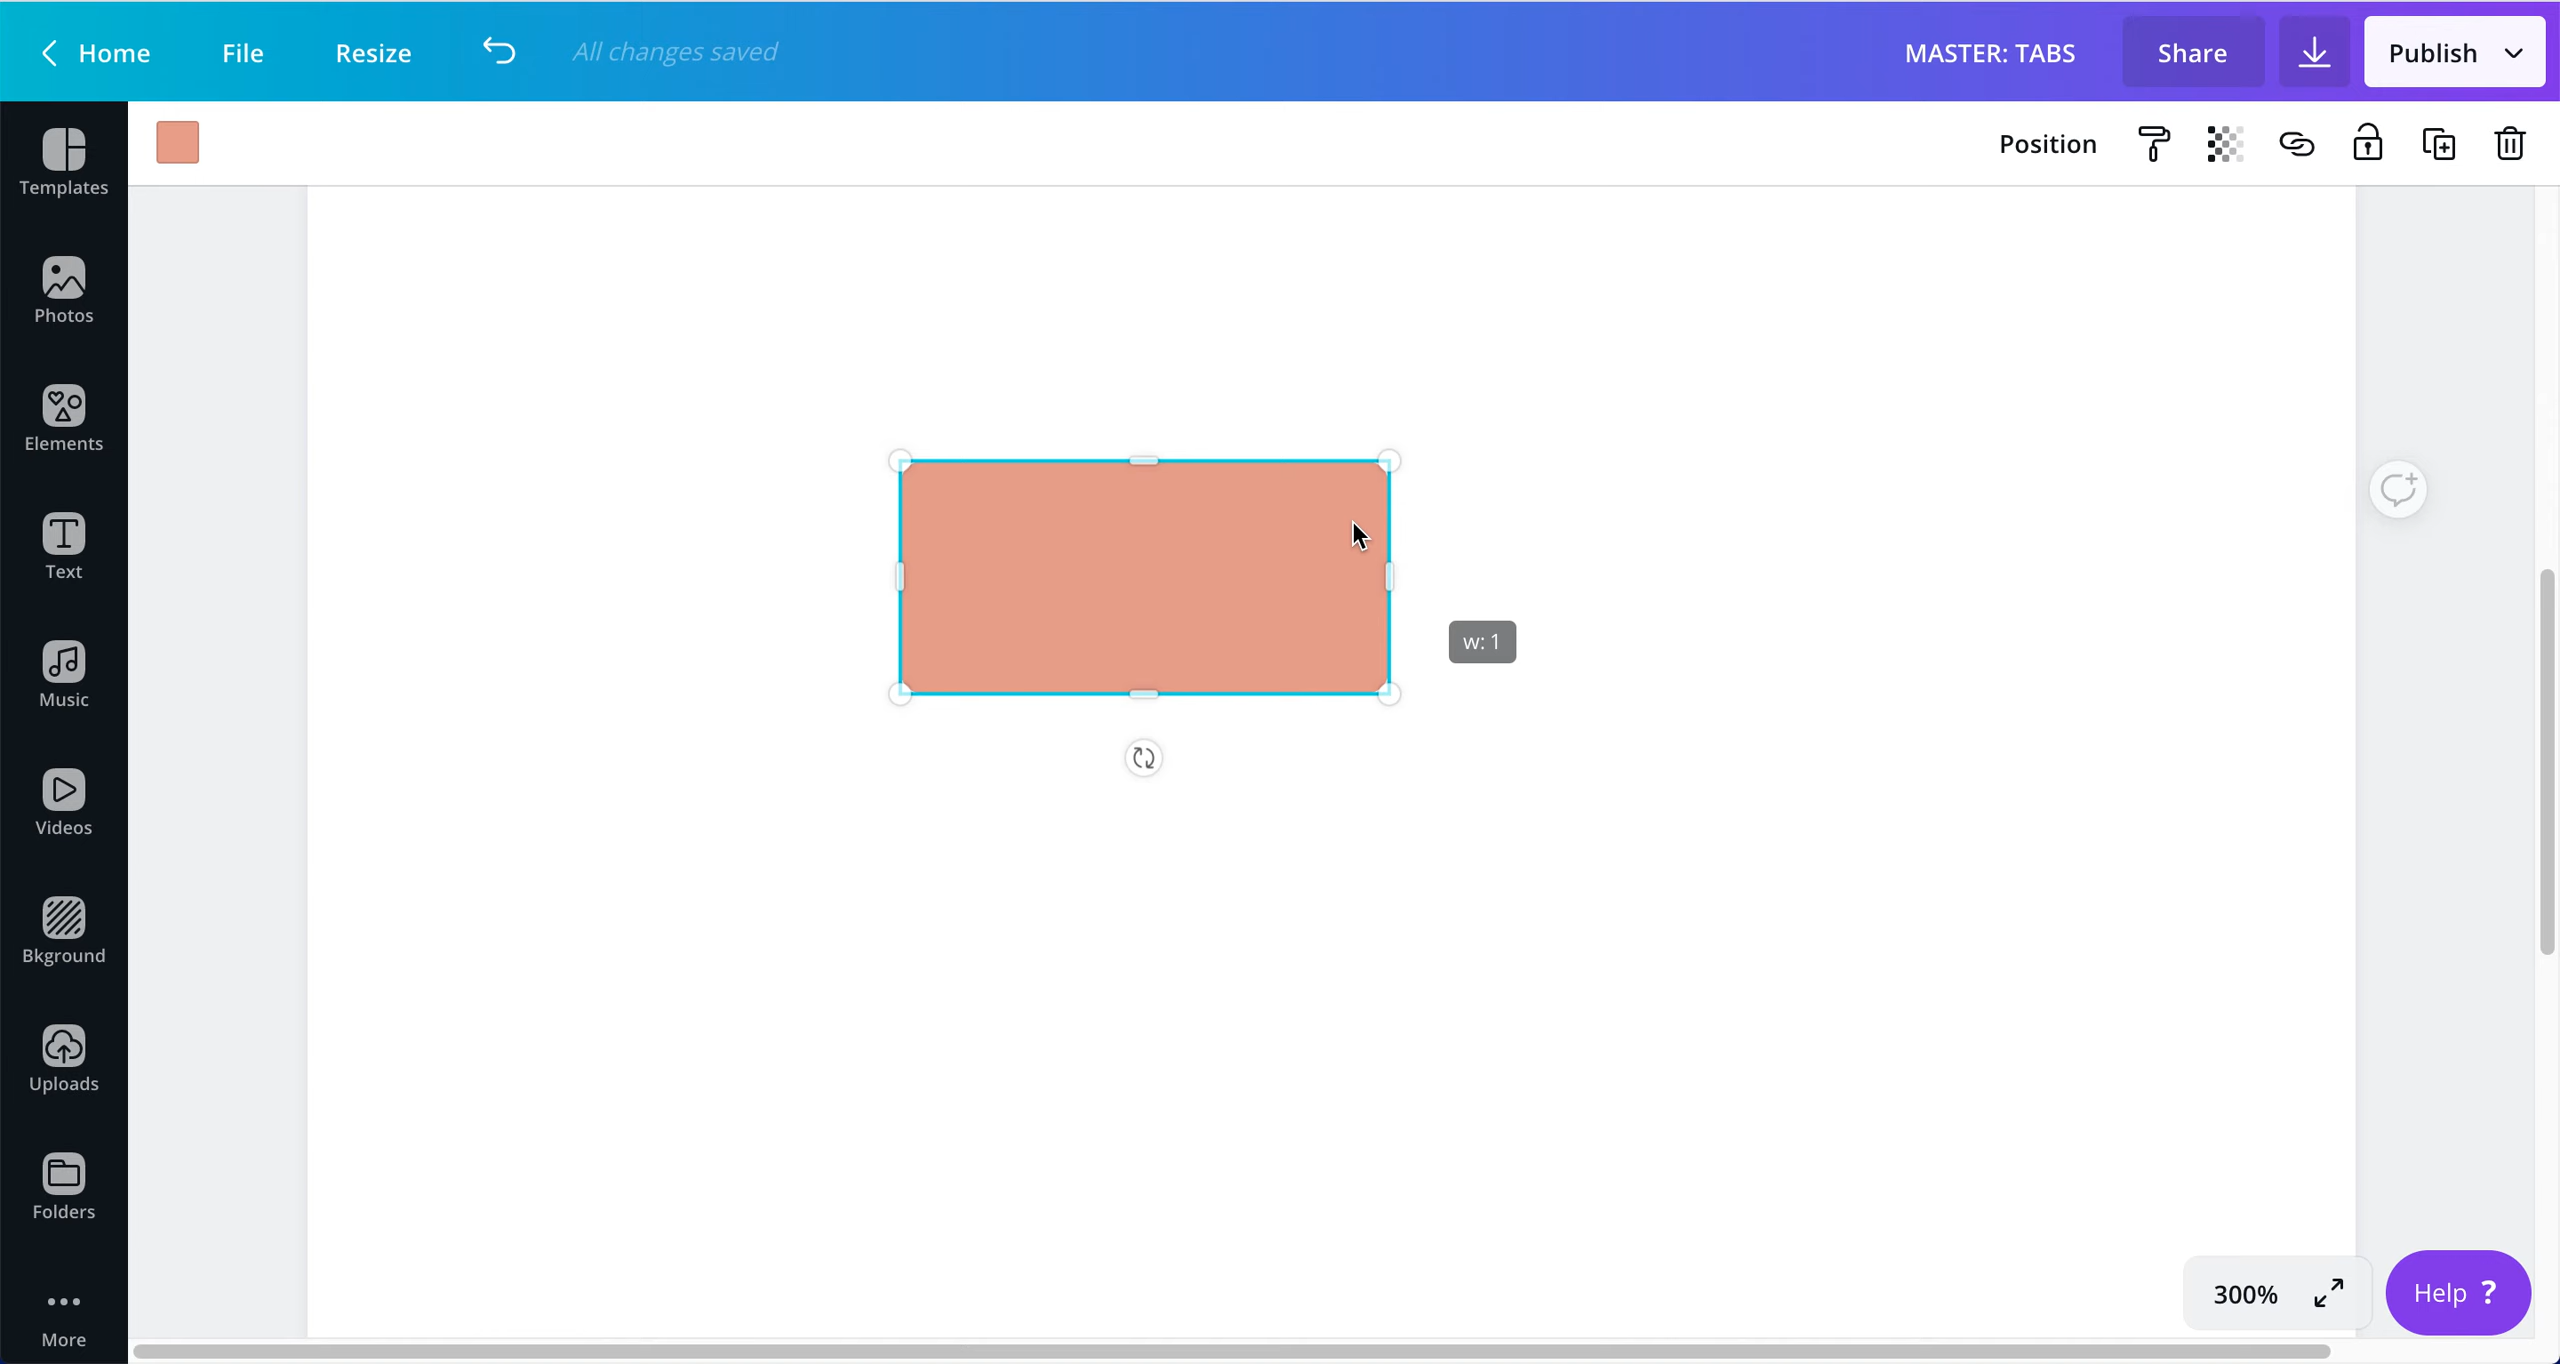 Home File Resize All changes saved MASTER: TABS Share Publish
Position
Templates
Photos
Elements
Text
Music
Videos
Bkground
Uploads
Folders
More
w: 1
300% Help ?